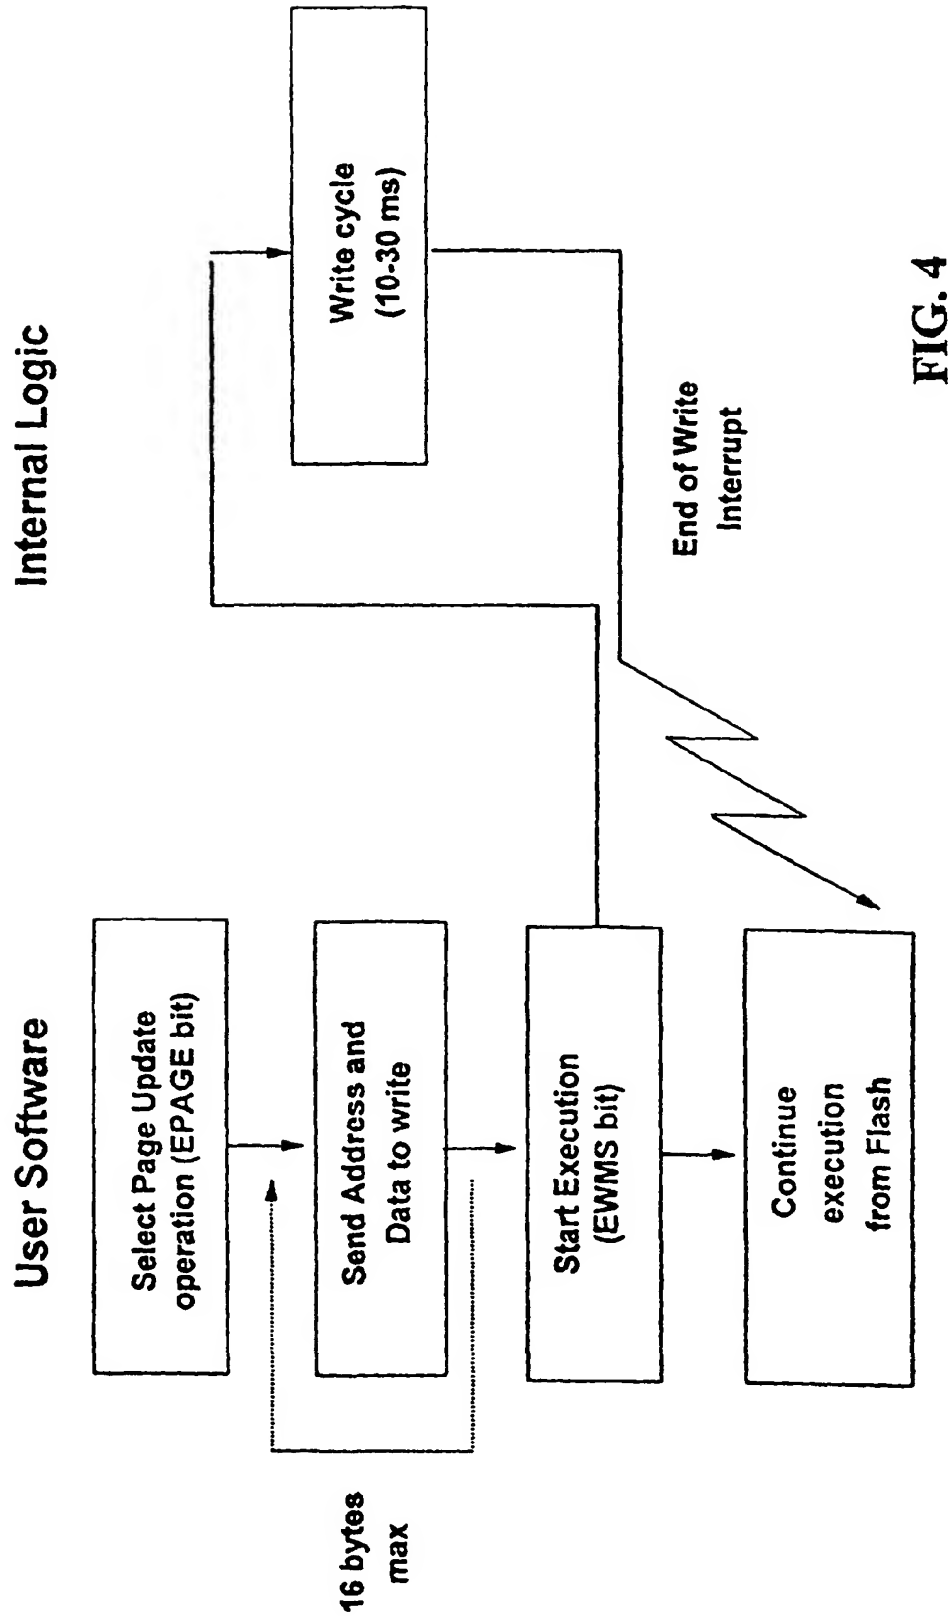 User Software
Internal Logic
Select Page Update
operation (EPAGE bit)
16 bytes
max
Send Address and
Data to write
Start Execution
(EWMS bit)
Continue
execution
from Flash
Write cycle
(10-30 ms)
End of Write
Interrupt
FIG. 4